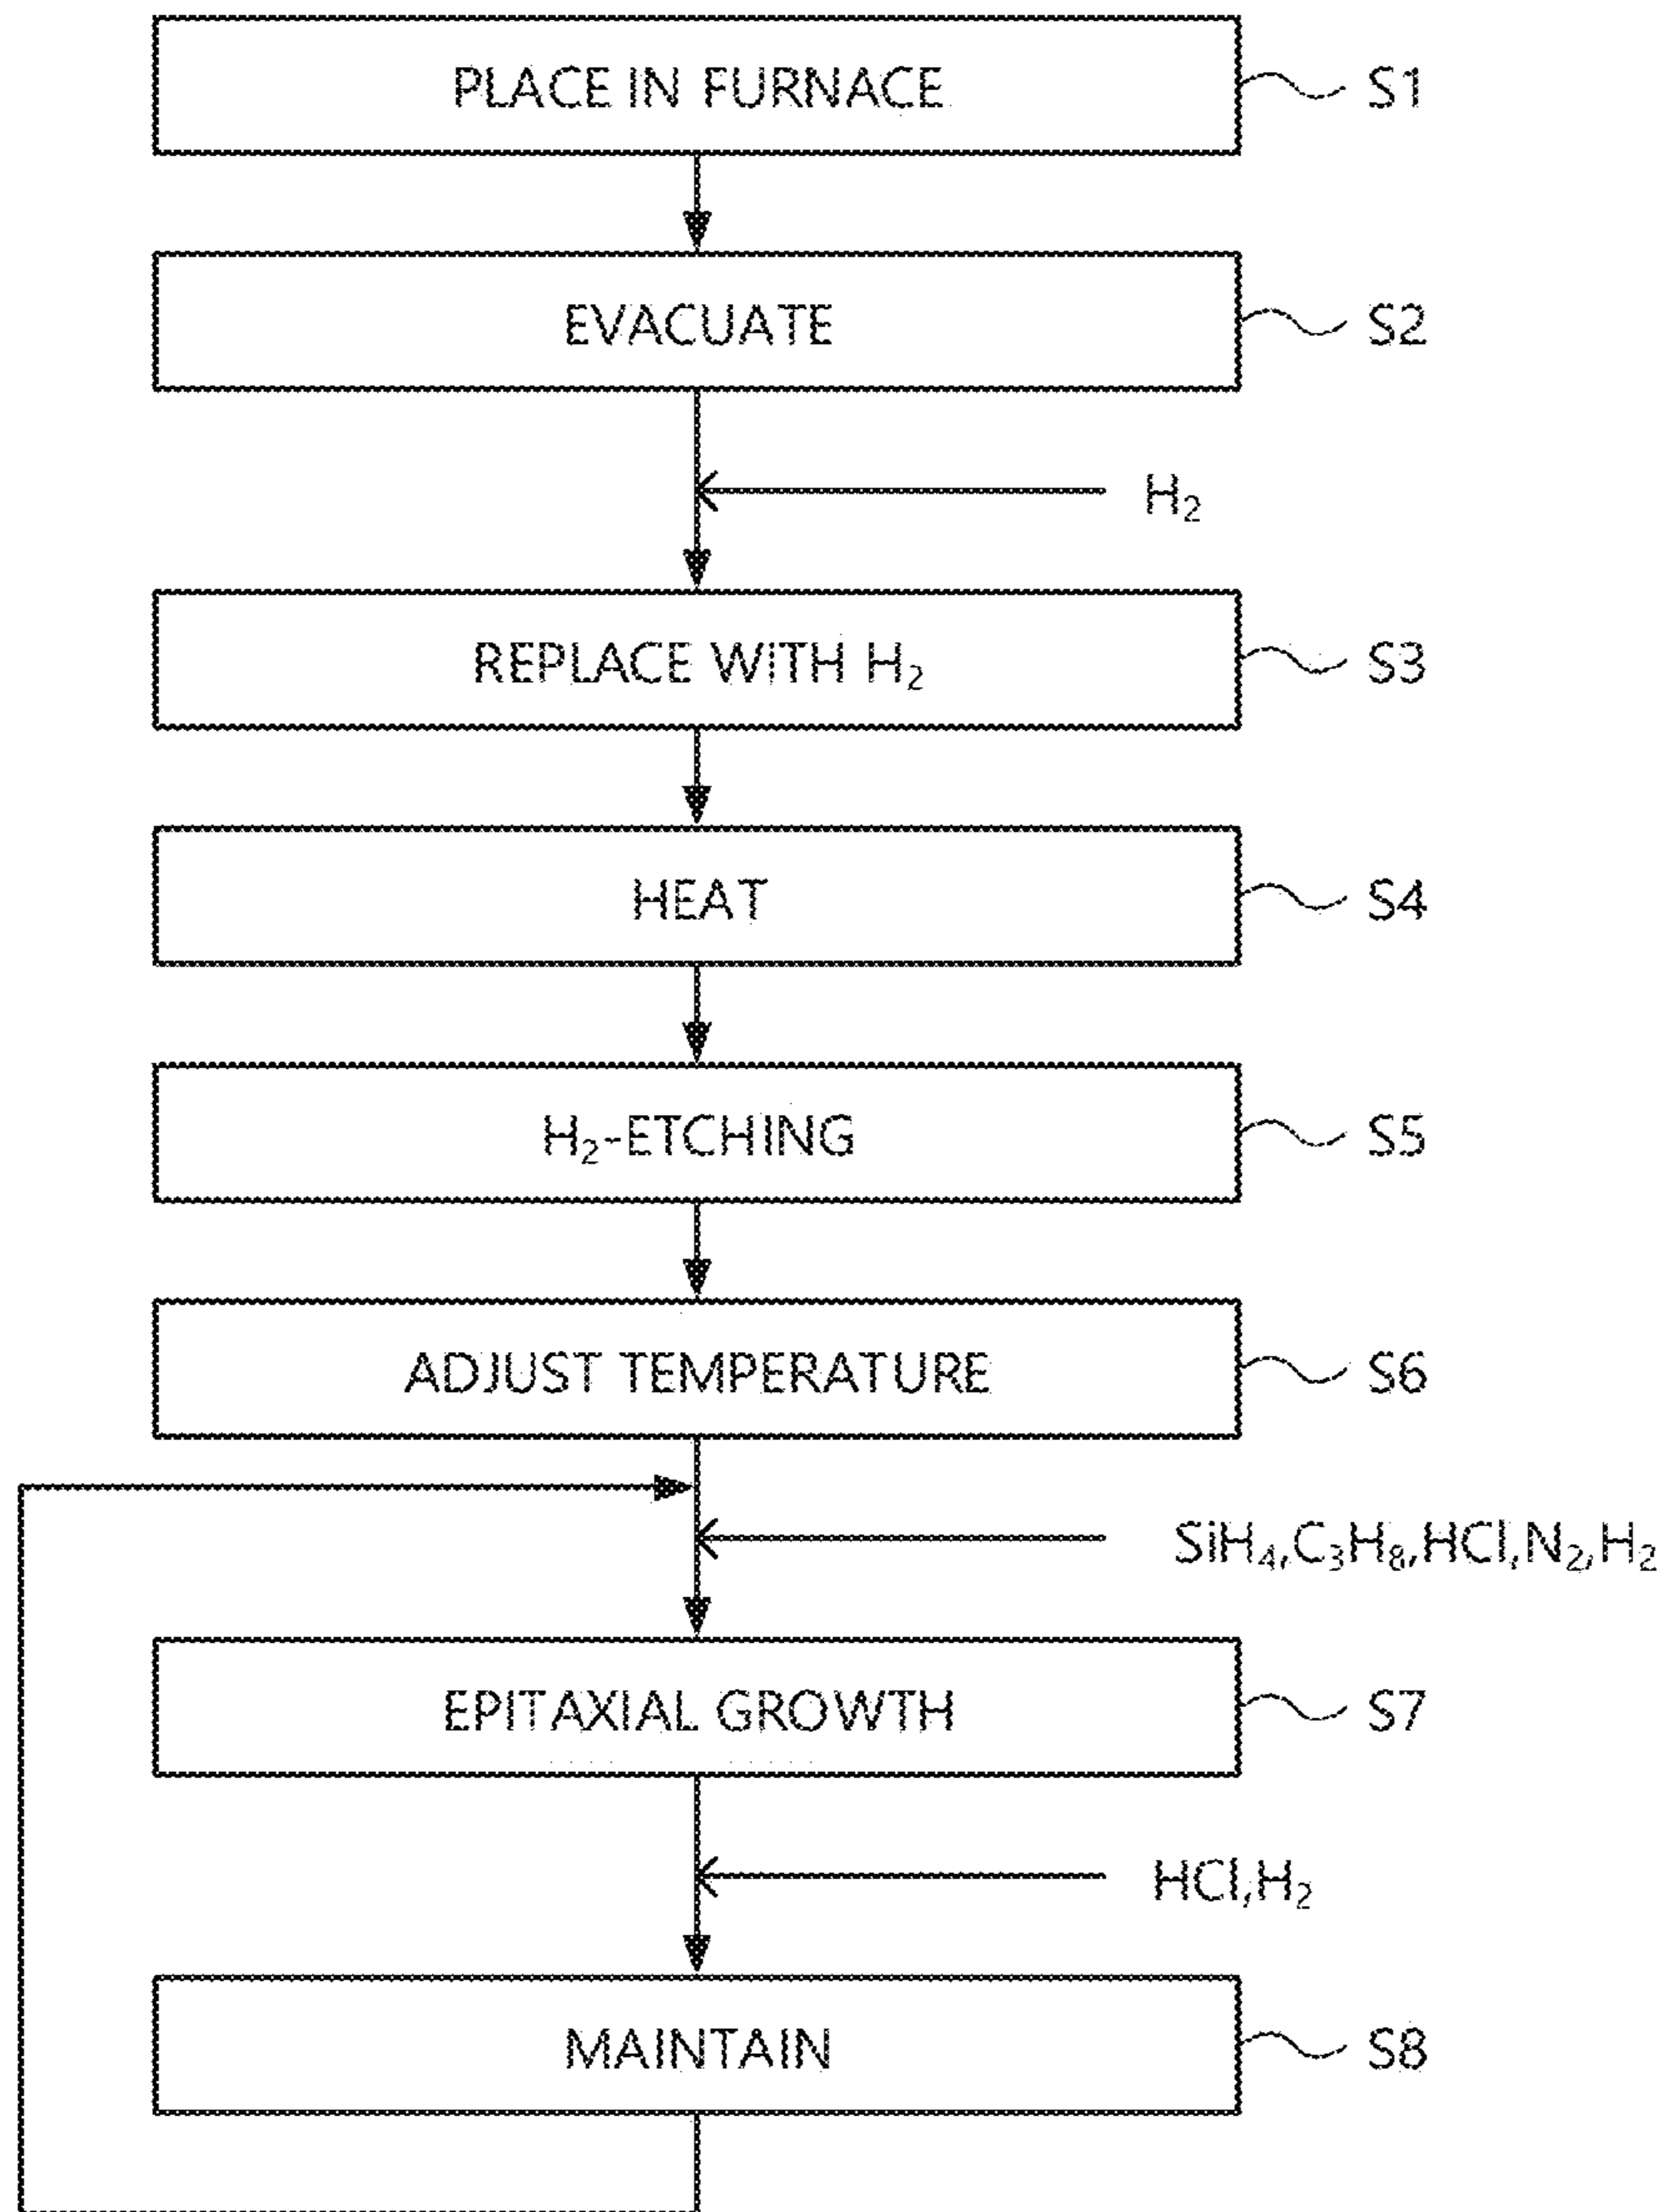 PLACE IN FURNACE S1
EVACUATE S2
H₂
REPLACE WITH H₂ S3
HEAT S4
H₂-ETCHING S5
ADJUST TEMPERATURE S6
SiH₄,C₃H₈,HCl,N₂,H₂
EPITAXIAL GROWTH S7
HCl,H₂
MAINTAIN S8